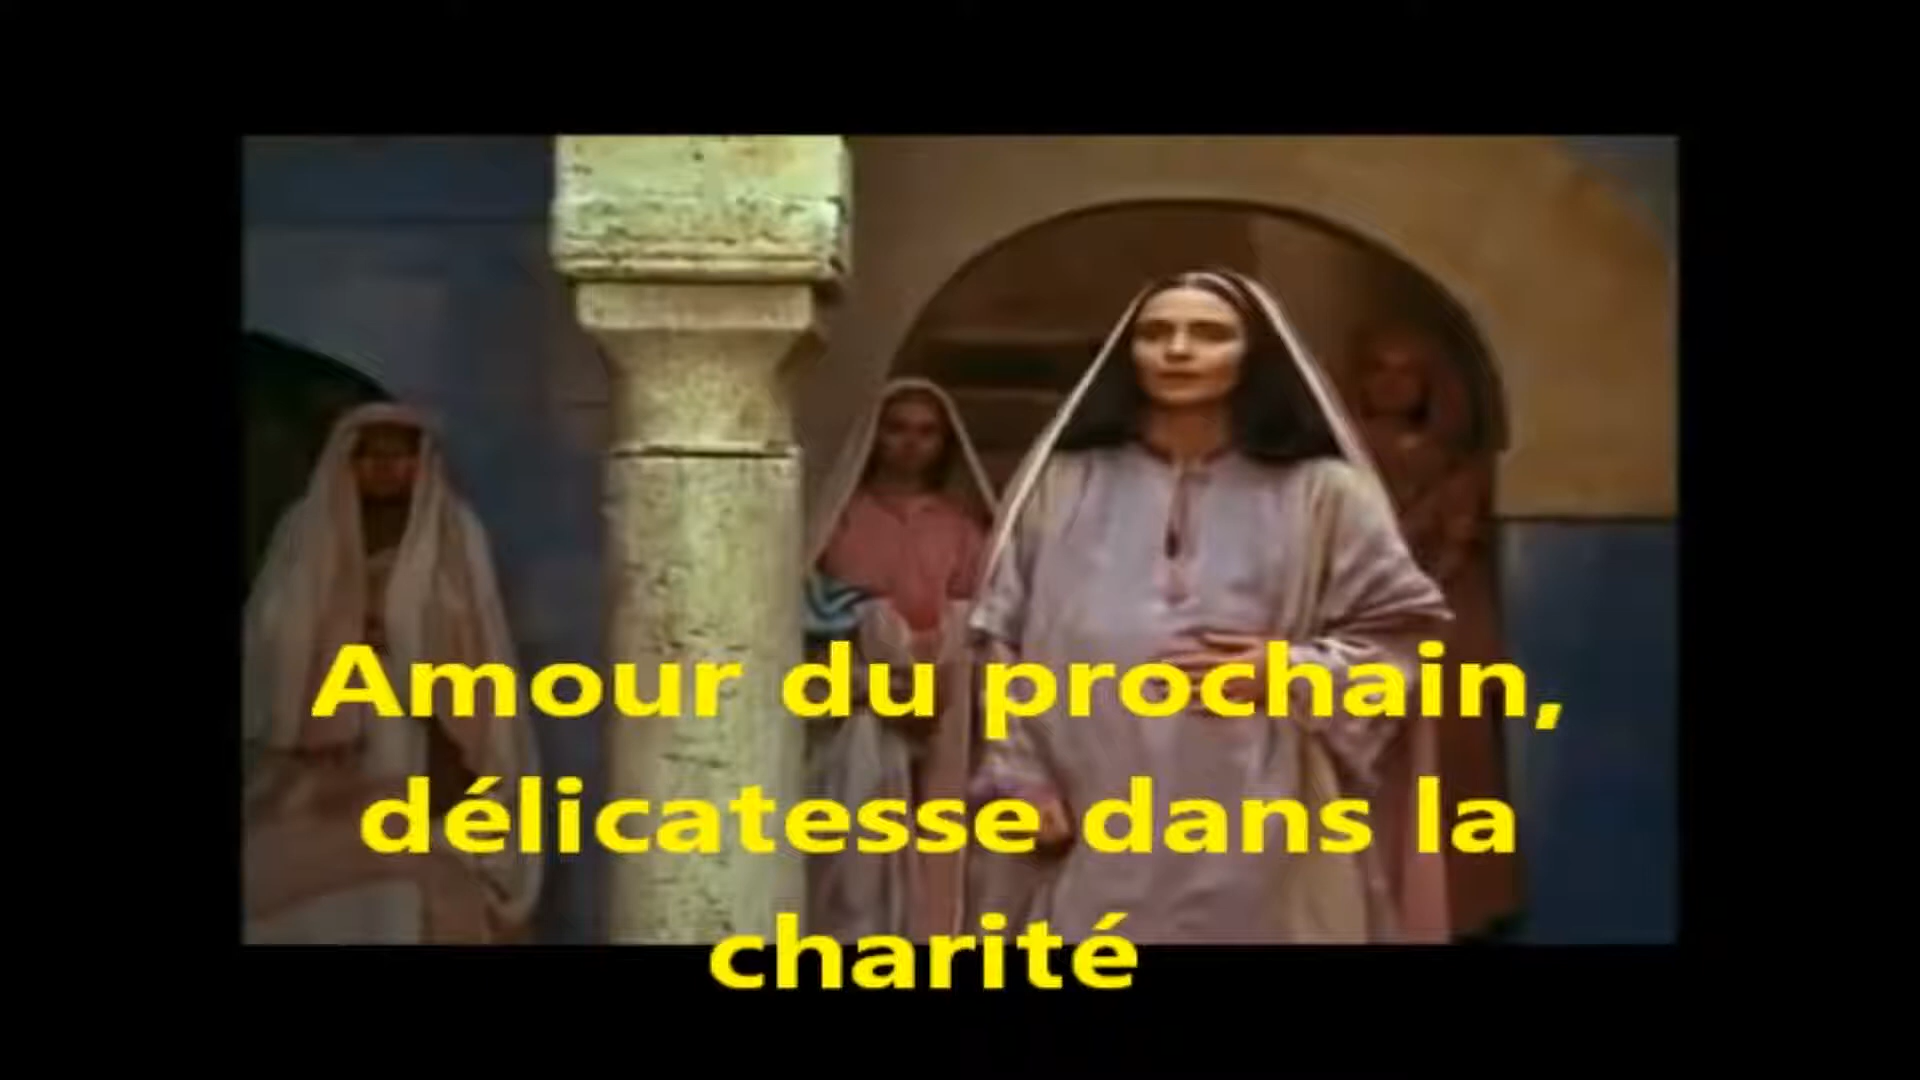 Amour du prochain,
délicatesse dans la
charité